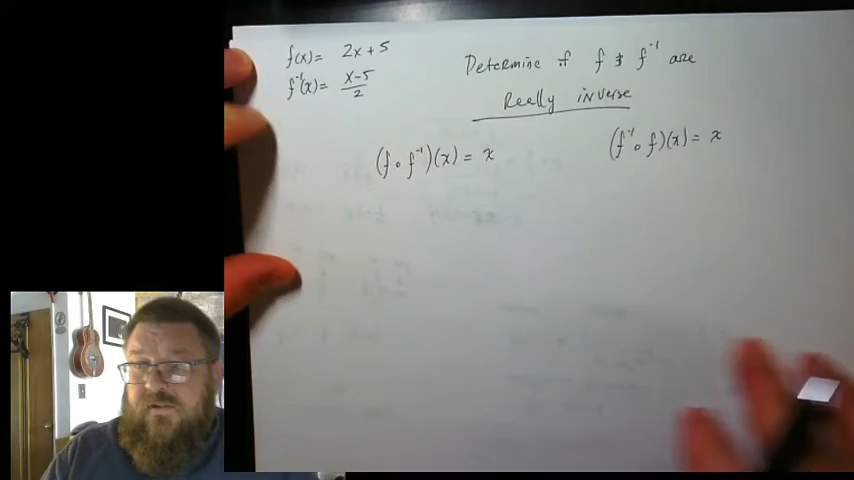 f(x)= 2x+5
f⁻¹(x)= x-5/2
Determine if f & f⁻¹ are
Really inverse
(f∘f⁻¹)(x) = x
(f⁻¹∘f)(x) = x